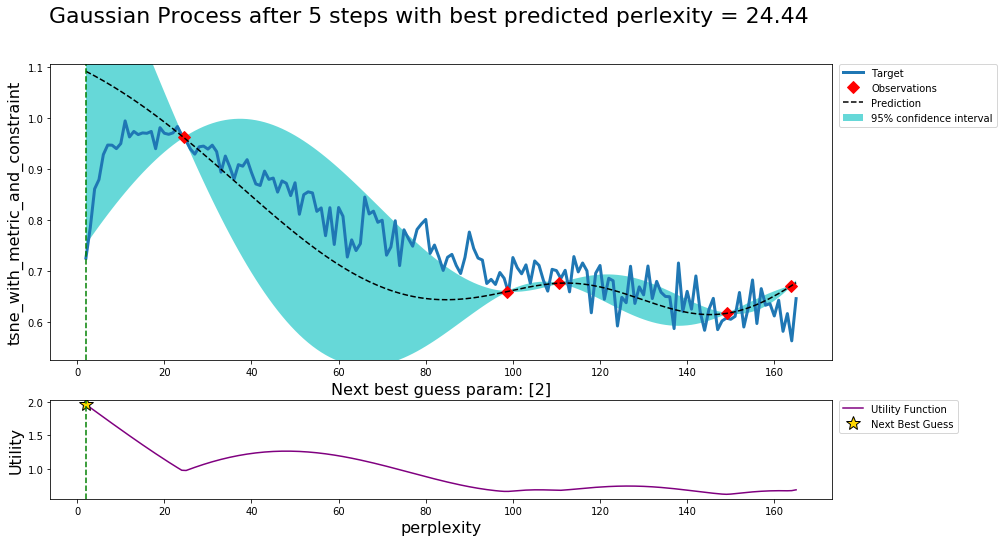 Gaussian Process after 5 steps with best predicted perlexity = 24.44
tsne_with_metric_and_constraint
1.1
1.0
0.9
0.8
0.7
0.6
0 20 40 60 80 100 120 140 160
Target
Observations
Prediction
95% confidence interval
Next best guess param: [2]
Utility
2.0
1.5
1.0
0 20 40 60 80 100 120 140 160
perplexity
Utility Function
Next Best Guess